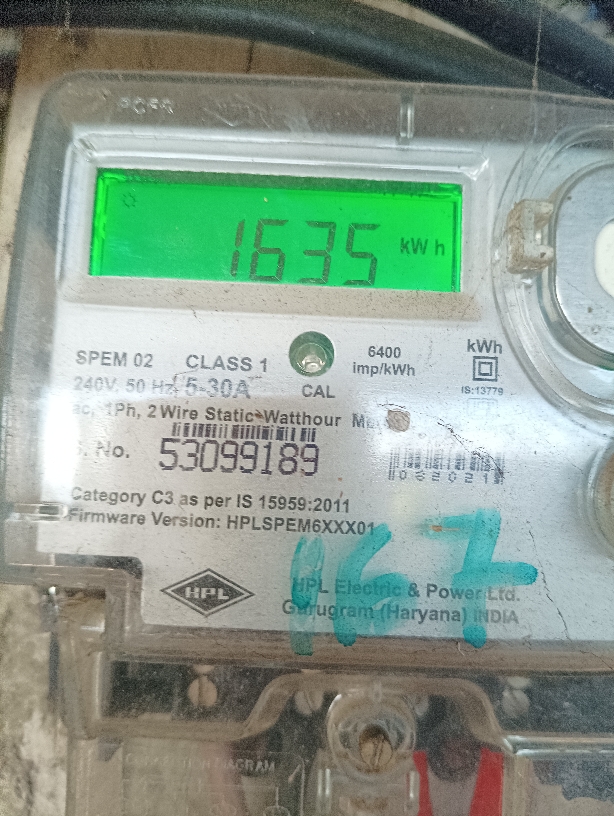 1635 kWh
SPEM 02 CLASS 1
6400 imp/kWh
kWh
240V, 50 Hz, 5-30A
CAL
IS:13779
ac, 1Ph, 2 Wire Static Watthour
No.
53099189
Category C3 as per IS 15959:2011
Firmware Version: HPLSPEM6XXX01
167
HPL
HPL Electric & Power Ltd.
Gurugram (Haryana) INDIA